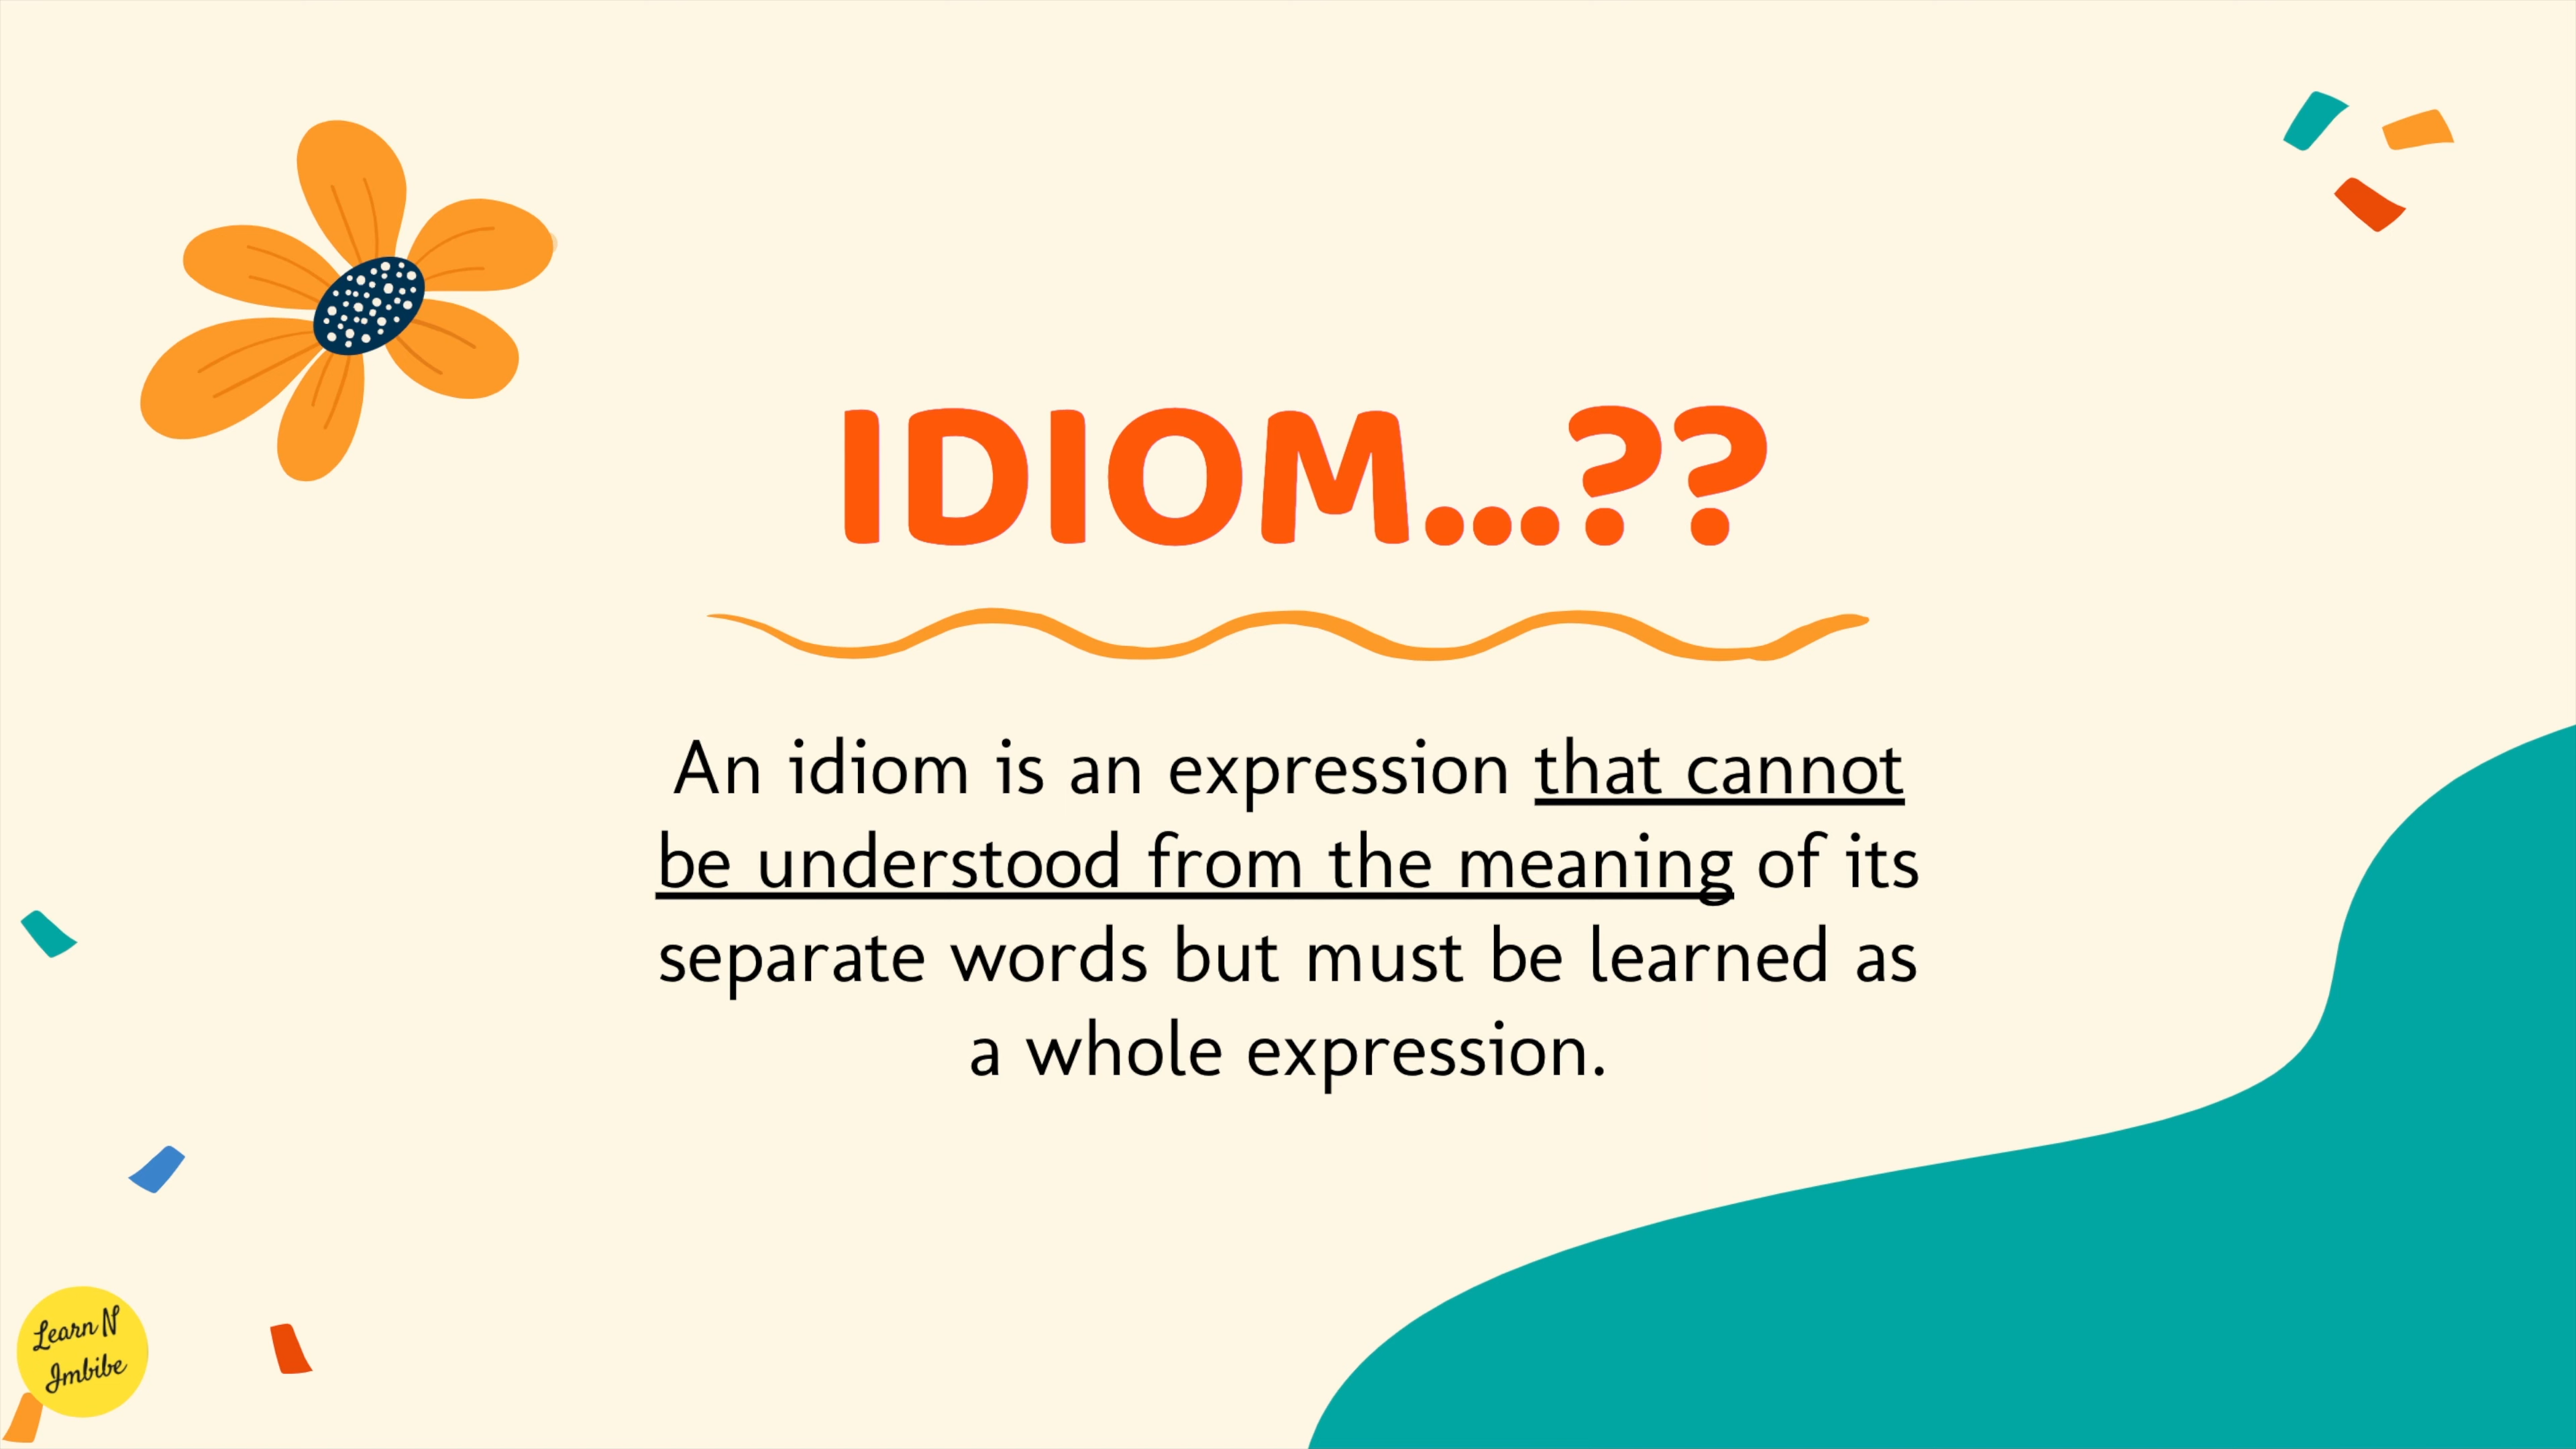 IDIOM...??
An idiom is an expression that cannot
be understood from the meaning of its
separate words but must be learned as
a whole expression.
Learn N
Imbibe